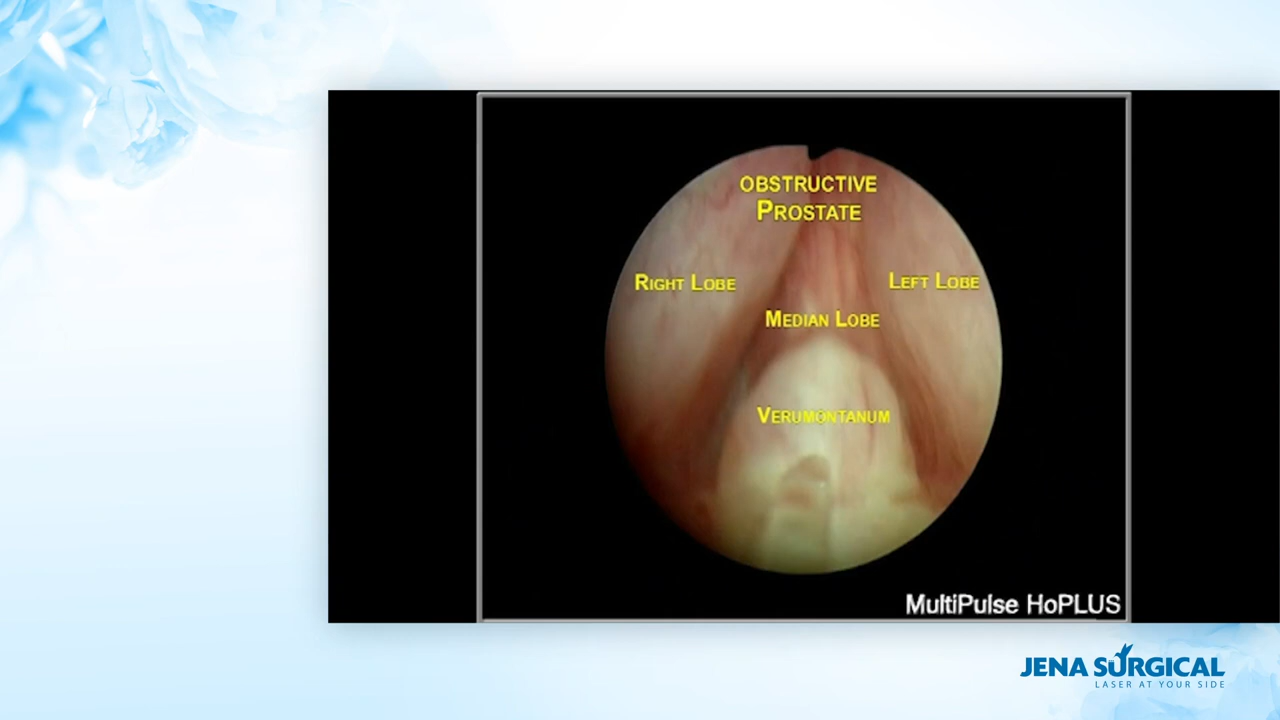 OBSTRUCTIVE
PROSTATE
RIGHT LOBE
LEFT LOBE
MEDIAN LOBE
VERUMONTANUM
MultiPulse HoPLUS
JENA SURGICAL
LASER AT YOUR SIDE